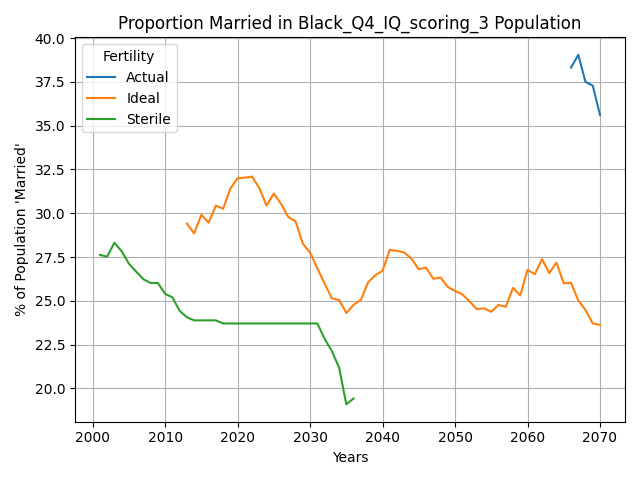 Proportion Married in Black_Q4_IQ_scoring_3 Population
% of Population 'Married'
40.0
37.5
35.0
32.5
30.0
27.5
25.0
22.5
20.0
Fertility
Actual
Ideal
Sterile
2000 2010 2020 2030 2040 2050 2060 2070
Years